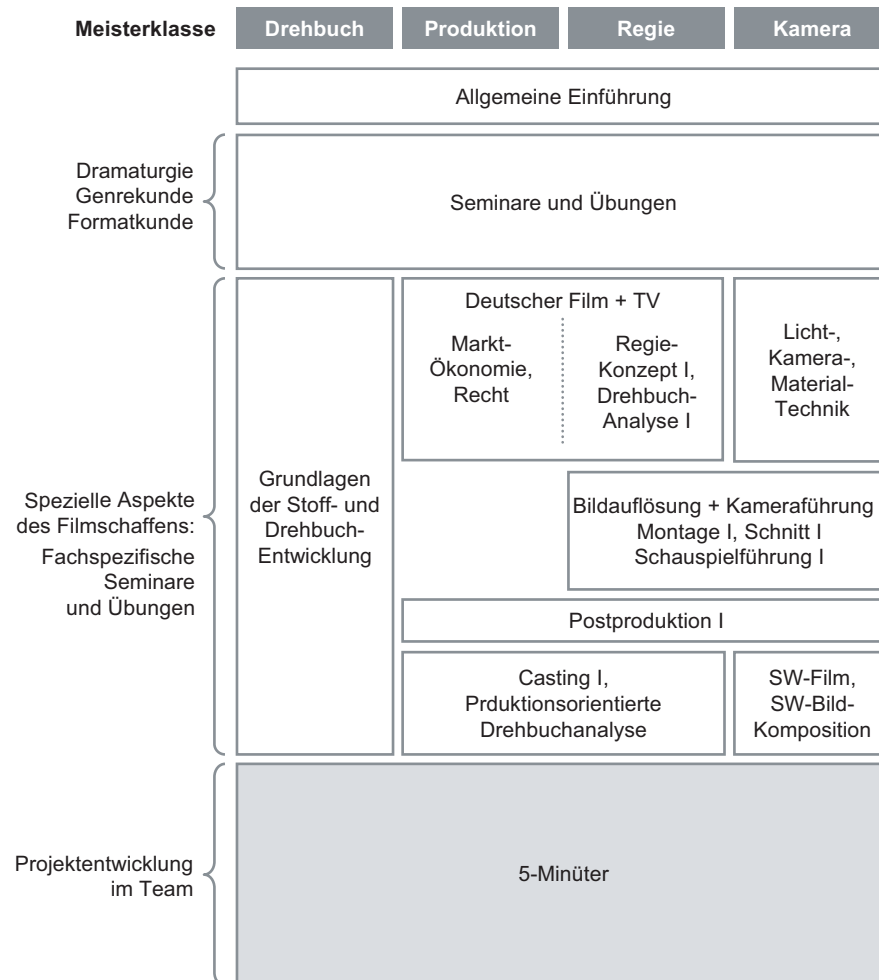 Meisterklasse
Drehbuch
Produktion
Regie
Kamera
Allgemeine Einführung
Dramaturgie
Genrekunde
Formatkunde
Seminare und Übungen
Spezielle Aspekte
des Filmschaffens:
Fachspezifische
Seminare
und Übungen
Grundlagen
der Stoff- und
Drehbuch-
Entwicklung
Deutscher Film + TV
Markt-
Ökonomie,
Recht
Regie-
Konzept I,
Drehbuch-
Analyse I
Licht-,
Kamera-,
Material-
Technik
Bildauflösung + Kameraführung
Montage I, Schnitt I
Schauspielführung I
Postproduktion I
Casting I,
Prduktionsorientierte
Drehbuchanalyse
SW-Film,
SW-Bild-
Komposition
Projektentwicklung
im Team
5-Minüter